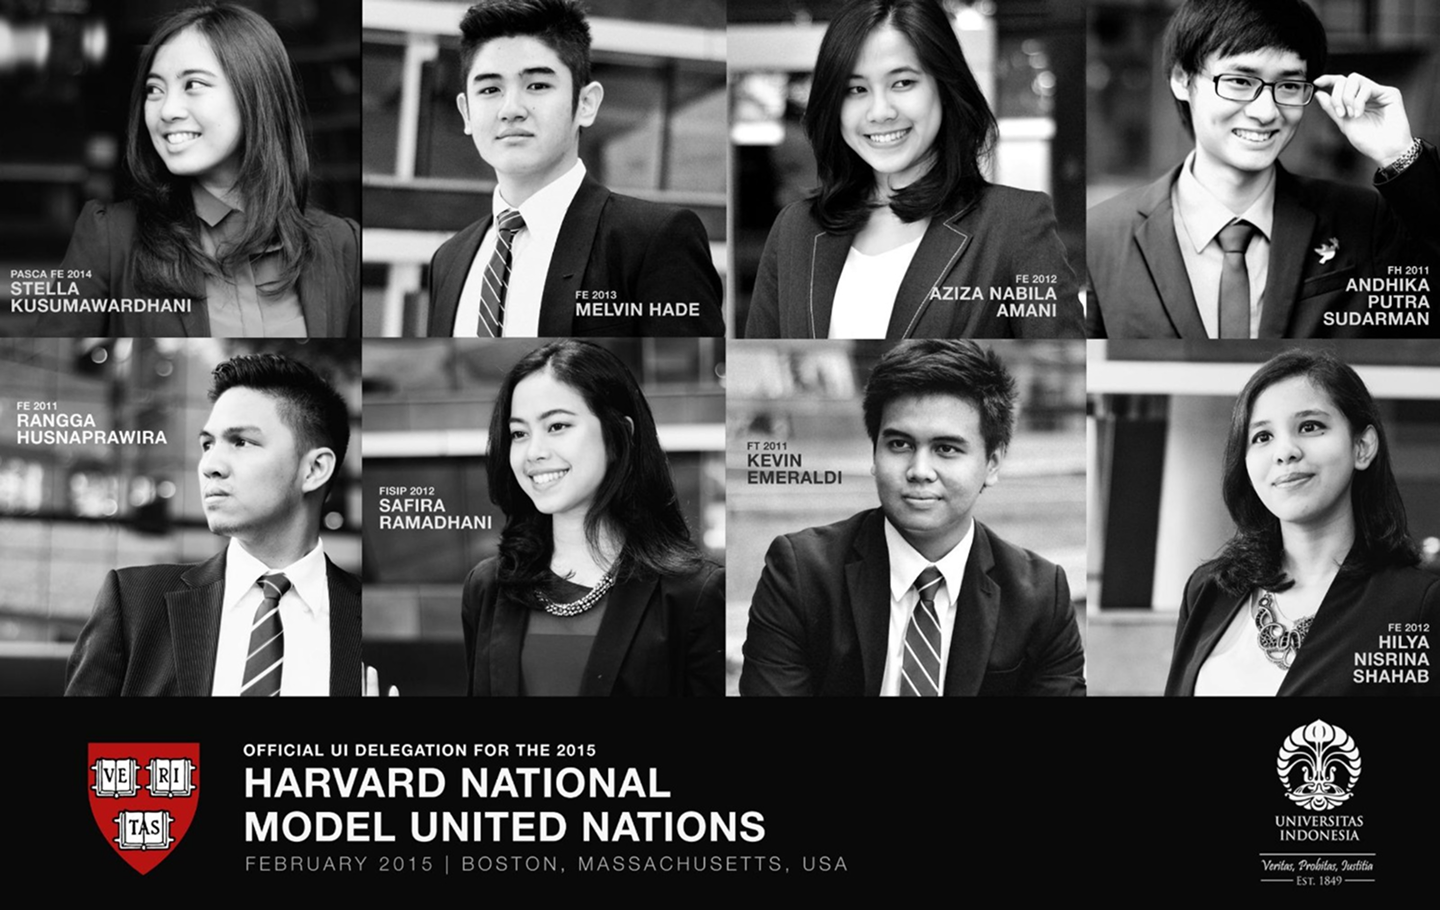 PASCA FE 2014
STELLA
KUSUMAWARDHANI
FE 2013
MELVIN HADE
FE 2012
AZIZA NABILA
AMANI
FH 2011
ANDHIKA
PUTRA
SUDARMAN
FE 2011
RANGGA
HUSNAPRAWIRA
FISIP 2012
SAFIRA
RAMADHANI
FT 2011
KEVIN
EMERALDI
FE 2012
HILYA
NISRINA
SHAHAB
VE RI
TAS
OFFICIAL UI DELEGATION FOR THE 2015
HARVARD NATIONAL
MODEL UNITED NATIONS
FEBRUARY 2015 | BOSTON, MASSACHUSETTS, USA
UNIVERSITAS
INDONESIA
Veritas, Probitas, Iustitia
EST. 1849